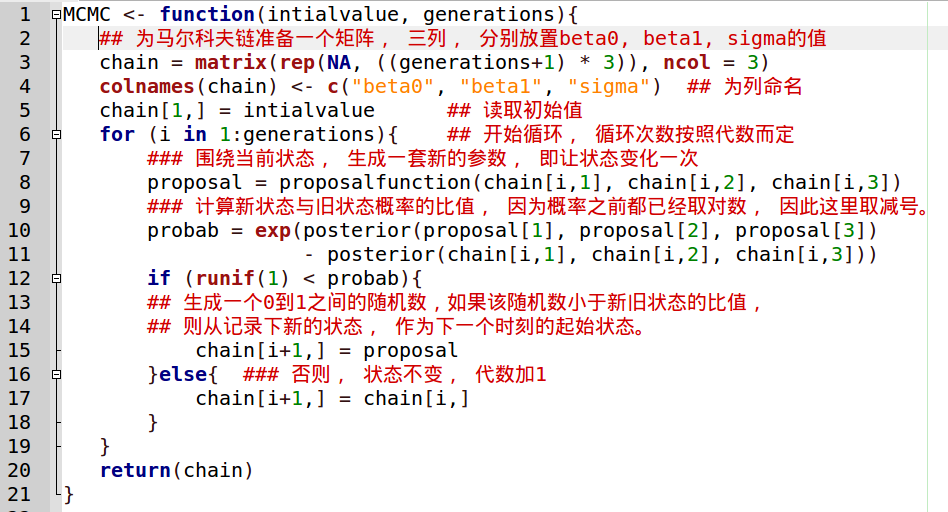 1 MCMC <- function(intialvalue, generations){
2 ## 为马尔科夫链准备一个矩阵, 三列, 分别放置beta0, beta1, sigma的值
3 chain = matrix(rep(NA, ((generations+1) * 3)), ncol = 3)
4 colnames(chain) <- c("beta0", "beta1", "sigma") ## 为列命名
5 chain[1,] = intialvalue ## 读取初始值
6 for (i in 1:generations){ ## 开始循环, 循环次数按照代数而定
7 ### 围绕当前状态, 生成一套新的参数, 即让状态变化一次
8 proposal = proposalfunction(chain[i,1], chain[i,2], chain[i,3])
9 ### 计算新状态与旧状态概率的比值, 因为概率之前都已经取对数, 因此这里取减号。
10 probab = exp(posterior(proposal[1], proposal[2], proposal[3])
11 - posterior(chain[i,1], chain[i,2], chain[i,3]))
12 if (runif(1) < probab){
13 ## 生成一个0到1之间的随机数,如果该随机数小于新旧状态的比值,
14 ## 则从记录下新的状态, 作为下一个时刻的起始状态。
15 chain[i+1,] = proposal
16 }else{ ### 否则, 状态不变, 代数加1
17 chain[i+1,] = chain[i,]
18 }
19 }
20 return(chain)
21 }